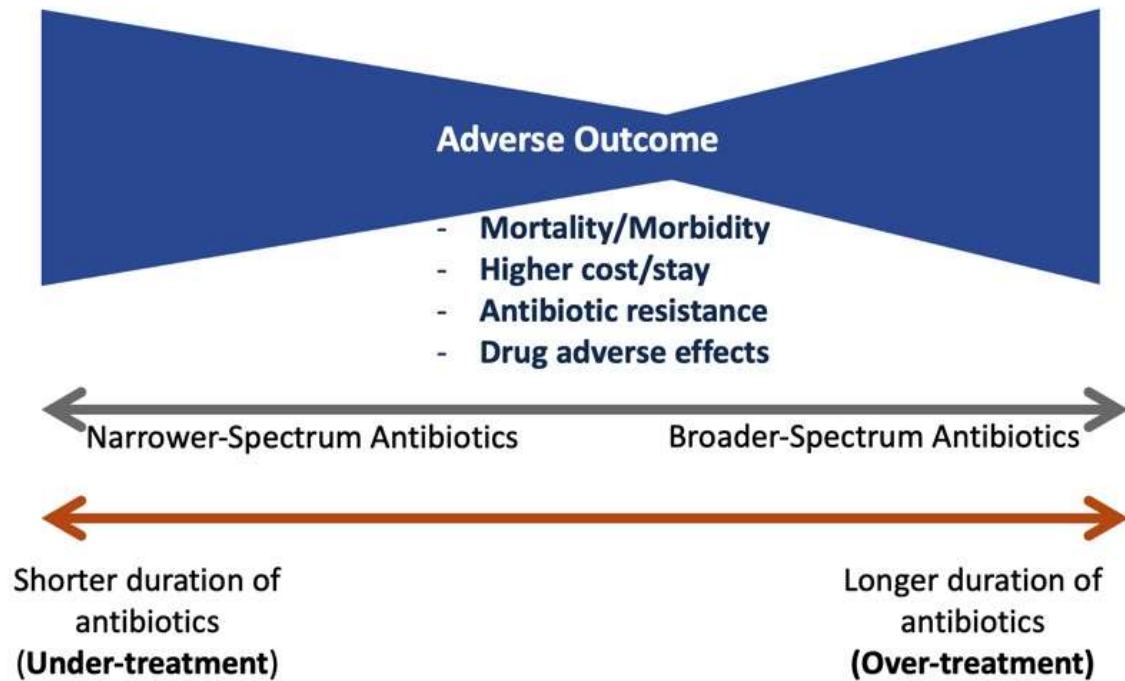 Adverse Outcome
- Mortality/Morbidity
- Higher cost/stay
- Antibiotic resistance
- Drug adverse effects
Narrower-Spectrum Antibiotics
Broader-Spectrum Antibiotics
Shorter duration of
antibiotics
(Under-treatment)
Longer duration of
antibiotics
(Over-treatment)